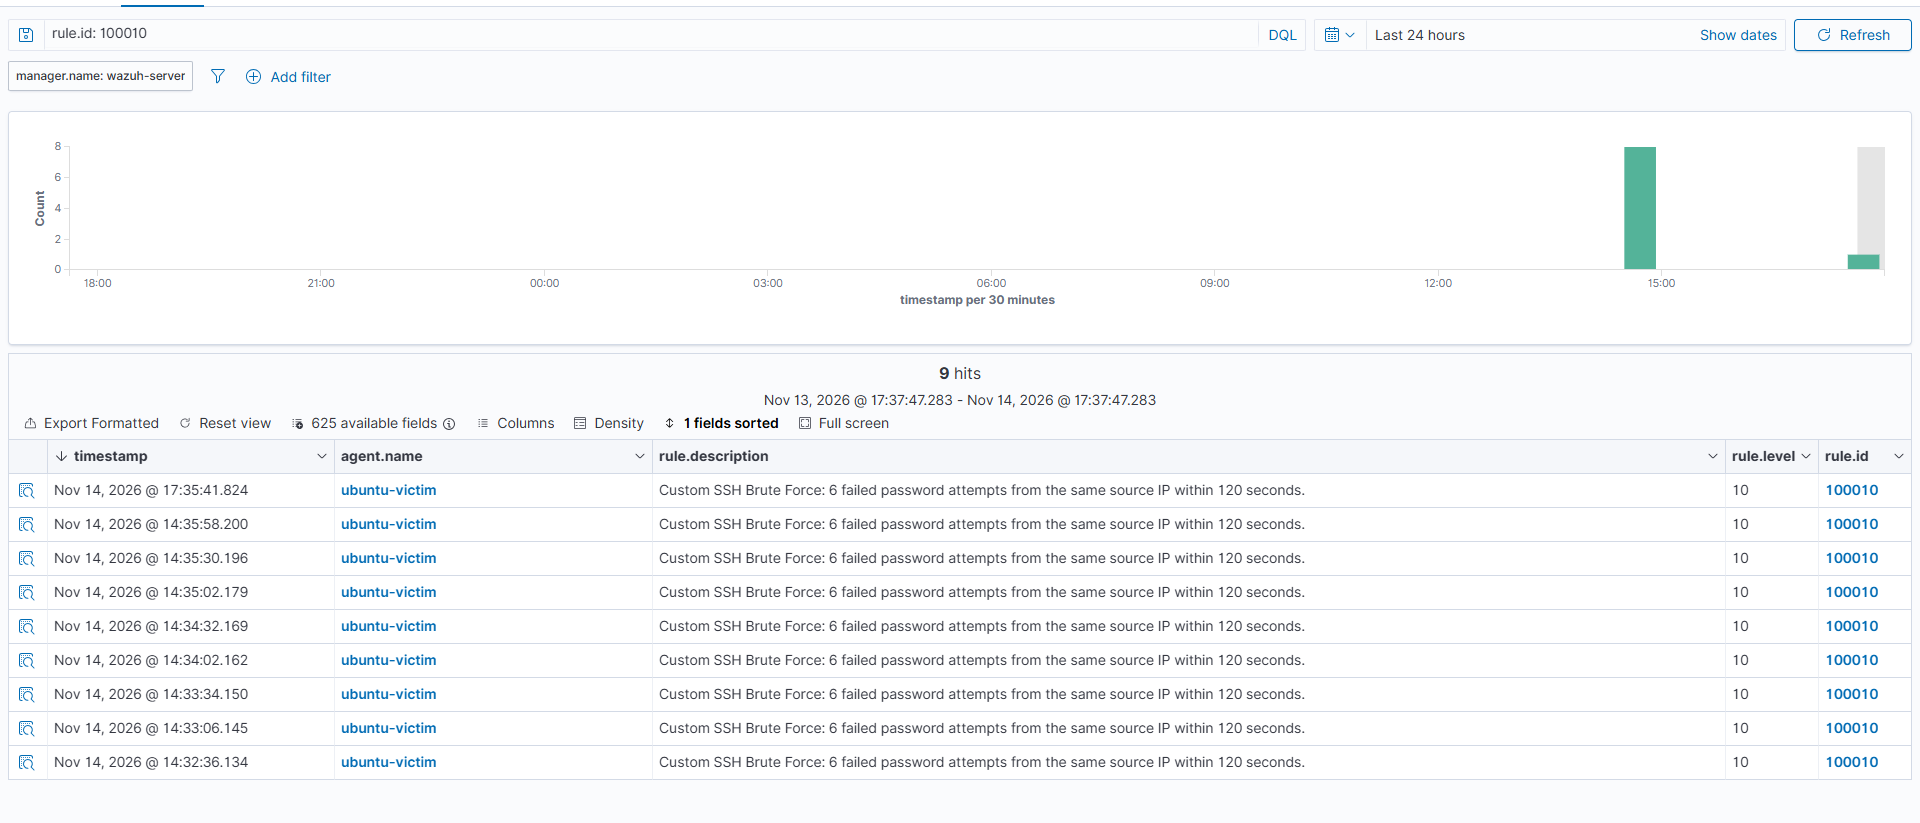 rule.id: 100010 DQL Last 24 hours Show dates Refresh
manager.name: wazuh-server Add filter
8
6
4
2
0
Count
18:00 21:00 00:00 03:00 06:00 09:00 12:00 15:00
timestamp per 30 minutes
9 hits
Nov 13, 2026 @ 17:37:47.283 - Nov 14, 2026 @ 17:37:47.283
Export Formatted Reset view 625 available fields Columns Density 1 fields sorted Full screen
timestamp agent.name rule.description rule.level rule.id
Nov 14, 2026 @ 17:35:41.824 ubuntu-victim Custom SSH Brute Force: 6 failed password attempts from the same source IP within 120 seconds. 10 100010
Nov 14, 2026 @ 14:35:58.200 ubuntu-victim Custom SSH Brute Force: 6 failed password attempts from the same source IP within 120 seconds. 10 100010
Nov 14, 2026 @ 14:35:30.196 ubuntu-victim Custom SSH Brute Force: 6 failed password attempts from the same source IP within 120 seconds. 10 100010
Nov 14, 2026 @ 14:35:02.179 ubuntu-victim Custom SSH Brute Force: 6 failed password attempts from the same source IP within 120 seconds. 10 100010
Nov 14, 2026 @ 14:34:32.169 ubuntu-victim Custom SSH Brute Force: 6 failed password attempts from the same source IP within 120 seconds. 10 100010
Nov 14, 2026 @ 14:34:02.162 ubuntu-victim Custom SSH Brute Force: 6 failed password attempts from the same source IP within 120 seconds. 10 100010
Nov 14, 2026 @ 14:33:34.150 ubuntu-victim Custom SSH Brute Force: 6 failed password attempts from the same source IP within 120 seconds. 10 100010
Nov 14, 2026 @ 14:33:06.145 ubuntu-victim Custom SSH Brute Force: 6 failed password attempts from the same source IP within 120 seconds. 10 100010
Nov 14, 2026 @ 14:32:36.134 ubuntu-victim Custom SSH Brute Force: 6 failed password attempts from the same source IP within 120 seconds. 10 100010